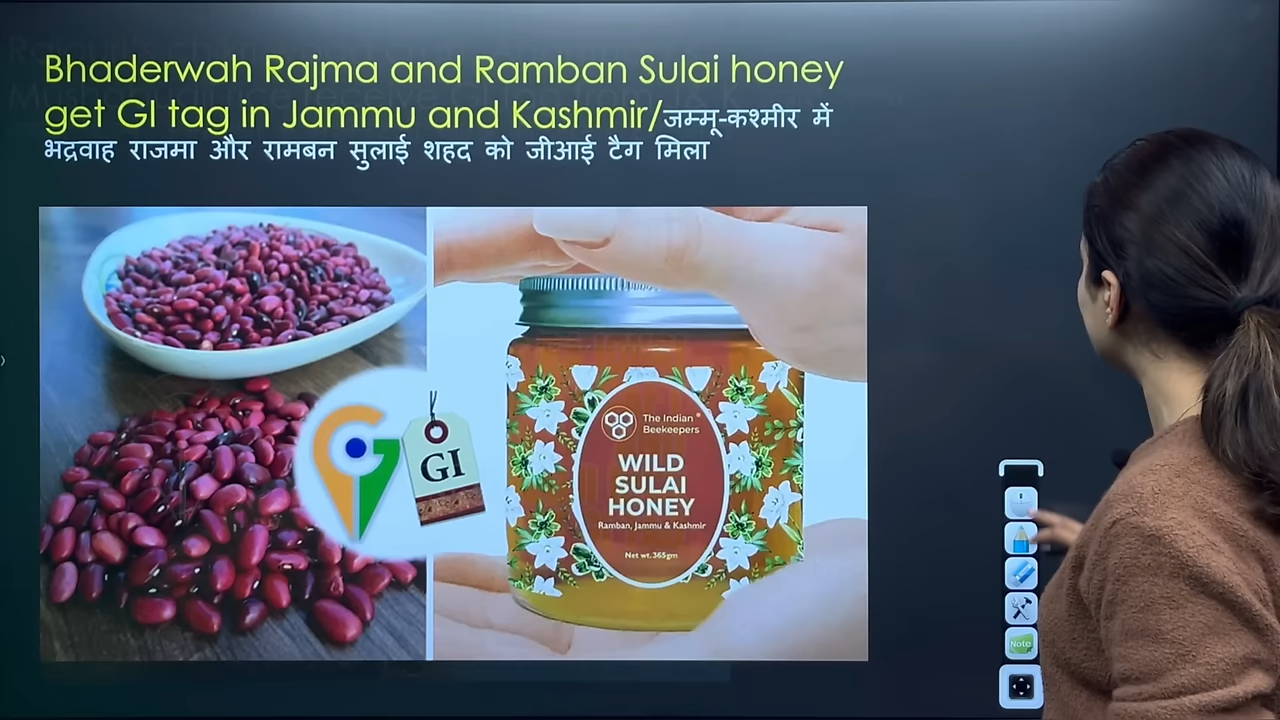 Bhaderwah Rajma and Ramban Sulai honey
get GI tag in Jammu and Kashmir/जम्मू-कश्मीर में
भद्रवाह राजमा और रामबन सुलाई शहद को जीआई टैग मिला
GI
The Indian
Beekeepers
WILD
SULAI
HONEY
Ramban, Jammu & Kashmir
Net wt. 365gm
Note